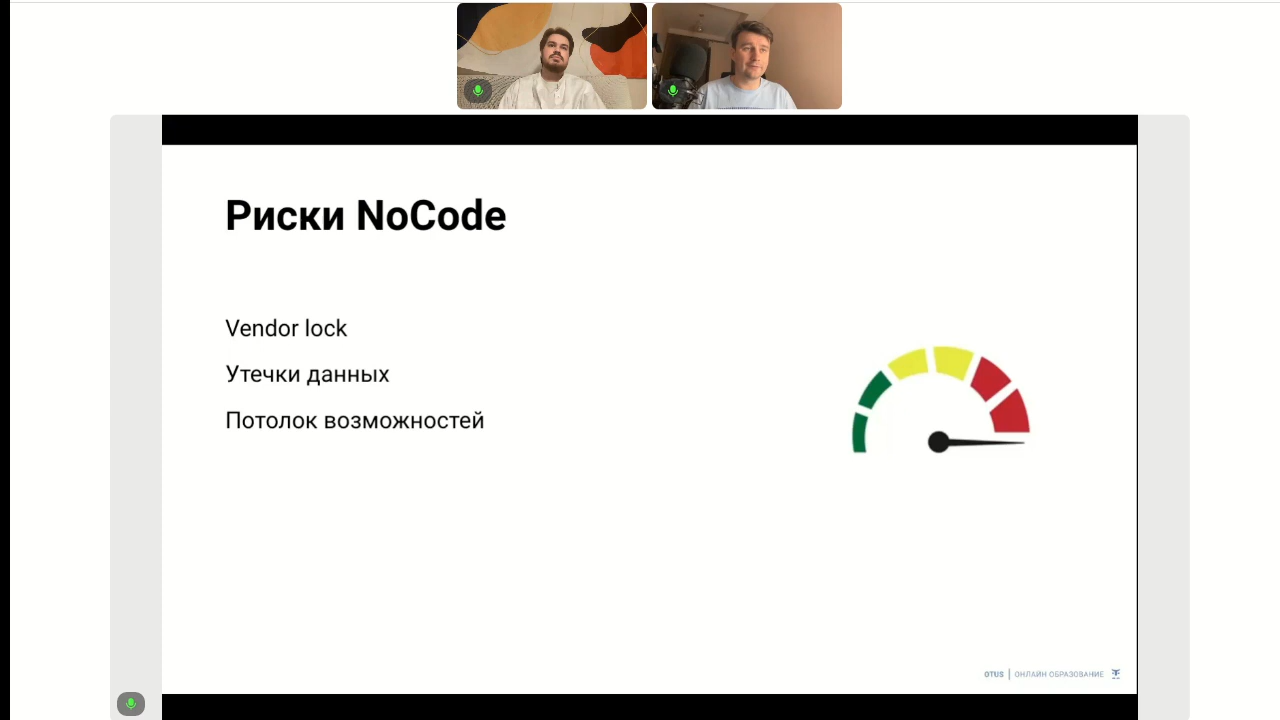 Риски NoCode
Vendor lock
Утечки данных
Потолок возможностей
OTUS | ОНЛАЙН ОБРАЗОВАНИЕ